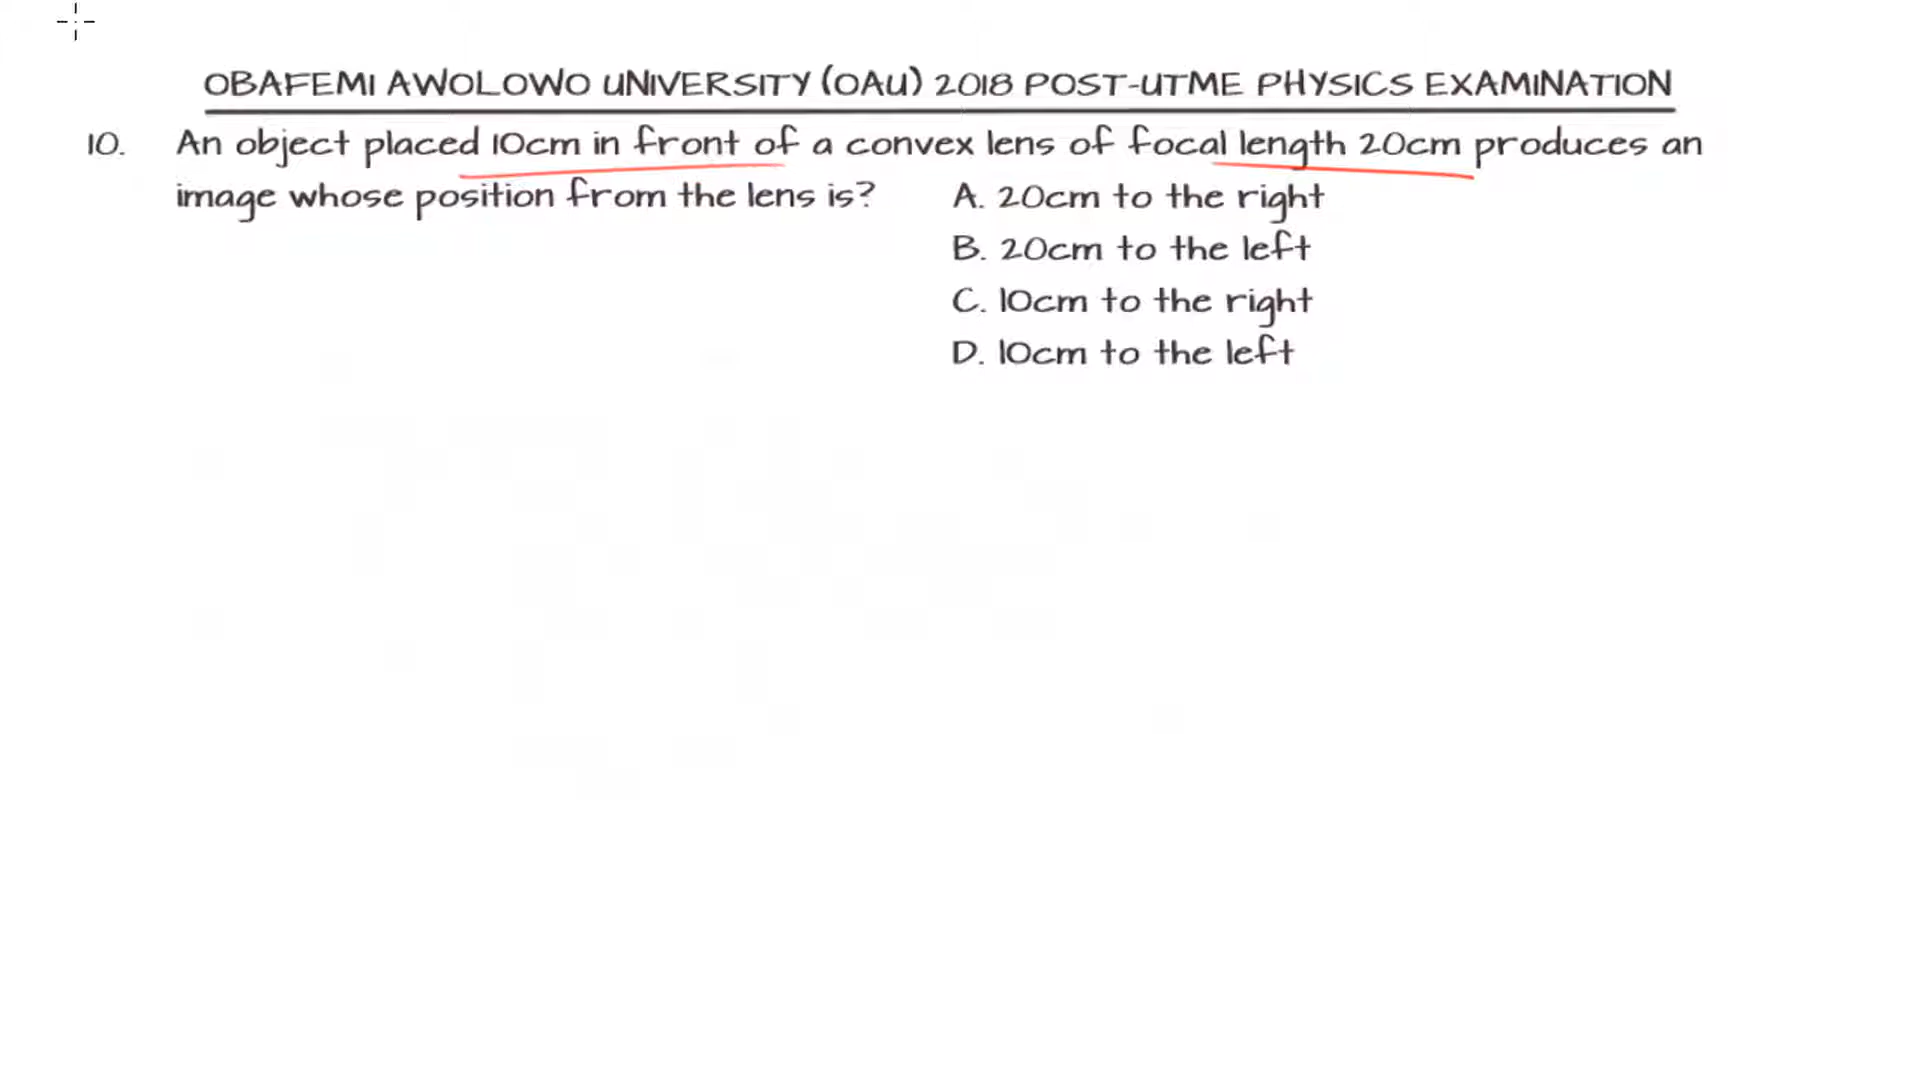 OBAFEMI AWOLOWO UNIVERSITY (OAU) 2018 POST-UTME PHYSICS EXAMINATION
10. An object placed 10cm in front of a convex lens of focal length 20cm produces an
image whose position from the lens is? A. 20cm to the right
B. 20cm to the left
C. 10cm to the right
D. 10cm to the left